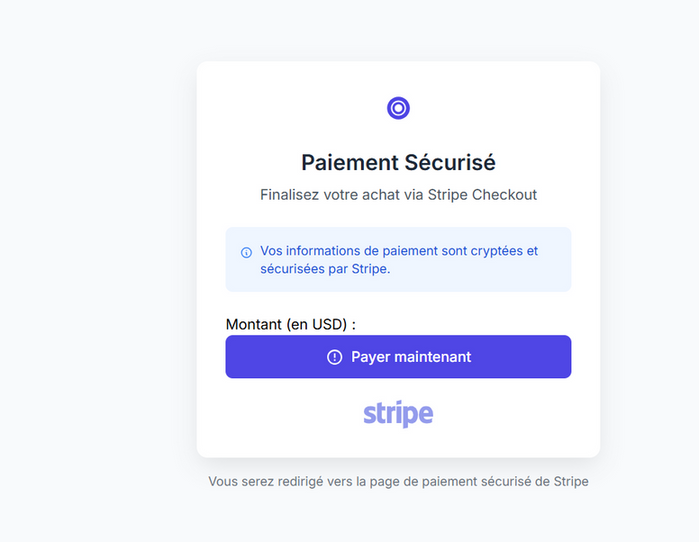 Paiement Sécurisé
Finalisez votre achat via Stripe Checkout
Vos informations de paiement sont cryptées et
sécurisées par Stripe.
Montant (en USD) :
Payer maintenant
stripe
Vous serez redirigé vers la page de paiement sécurisé de Stripe